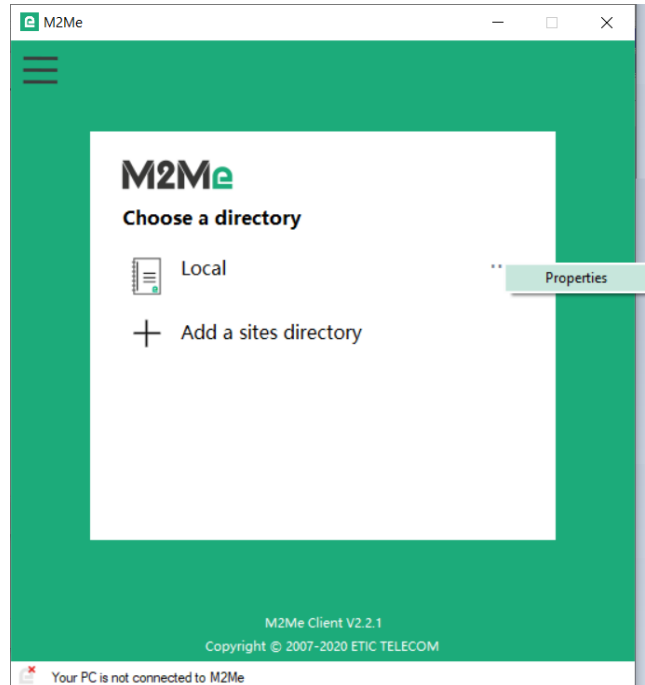 M2Me
M2Me
Choose a directory
Local
Properties
Add a sites directory
M2Me Client V2.2.1
Copyright © 2007-2020 ETIC TELECOM
Your PC is not connected to M2Me